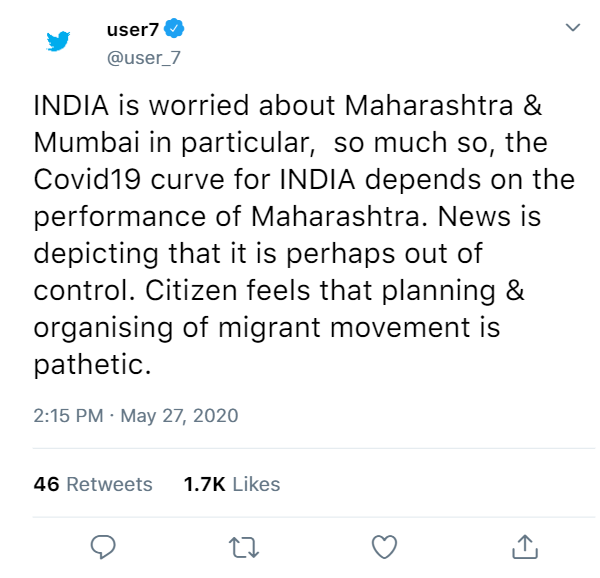 user7
@user_7
INDIA is worried about Maharashtra &
Mumbai in particular,  so much so, the
Covid19 curve for INDIA depends on the
performance of Maharashtra. News is
depicting that it is perhaps out of
control. Citizen feels that planning &
organising of migrant movement is
pathetic.
2:15 PM · May 27, 2020
46 Retweets 1.7K Likes